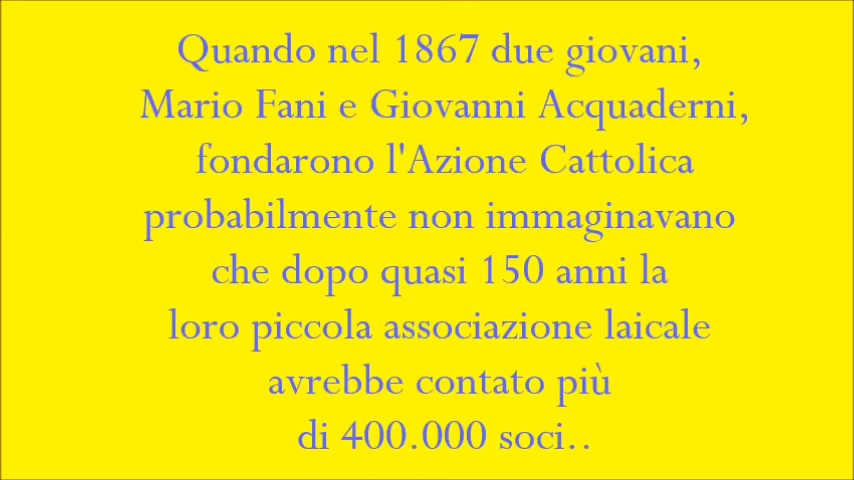 Quando nel 1867 due giovani,
Mario Fani e Giovanni Acquaderni,
fondarono l'Azione Cattolica
probabilmente non immaginavano
che dopo quasi 150 anni la
loro piccola associazione laicale
avrebbe contato più
di 400.000 soci..